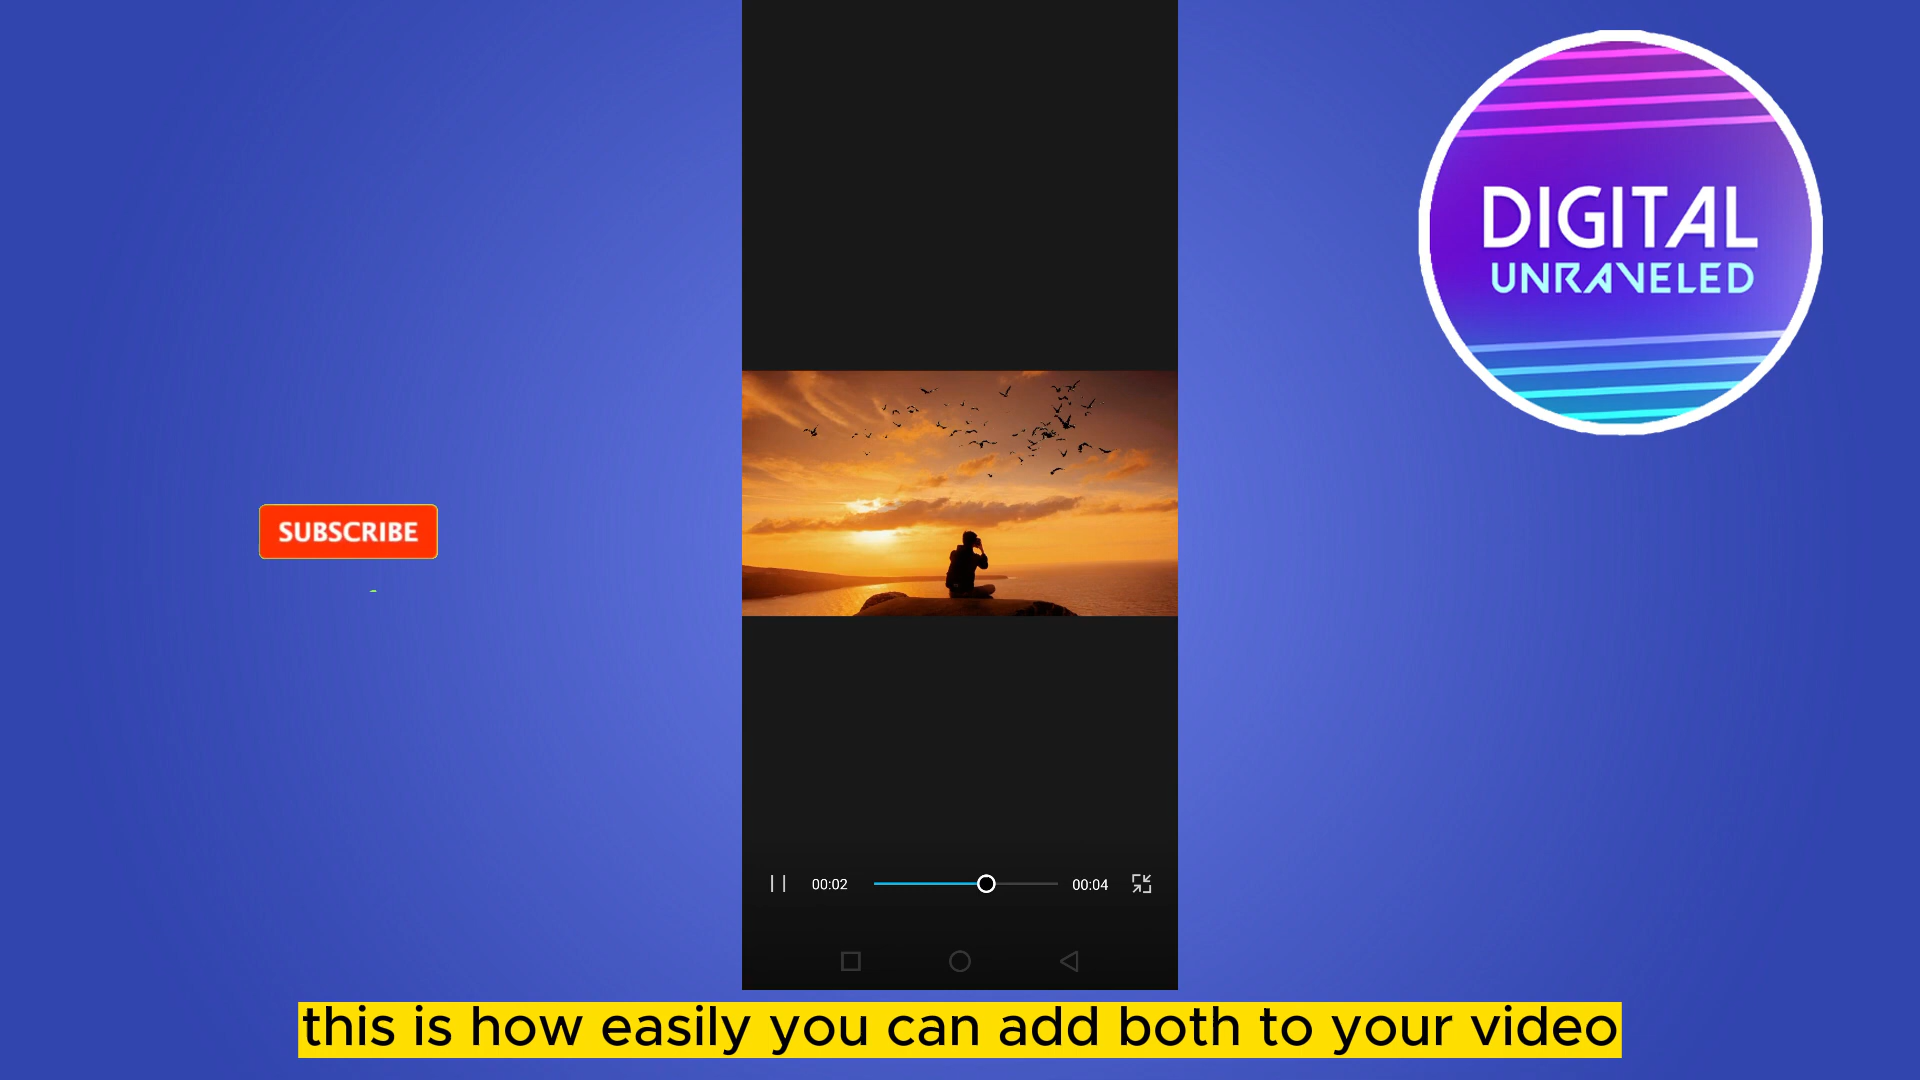 DIGITAL
UNRAVELED
SUBSCRIBE
00:02
00:04
this is how easily you can add both to your video